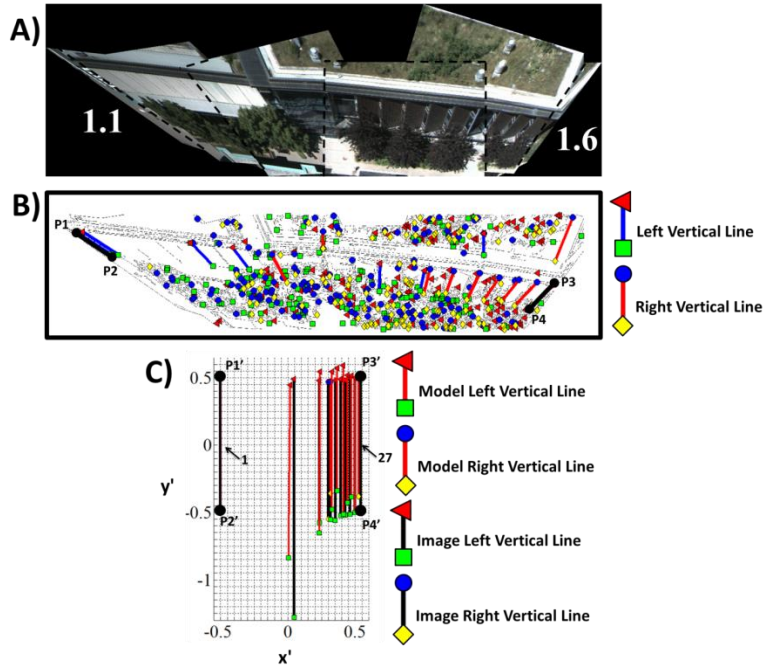 A)
1.1
1.6
B)
P1
P2
P3
P4
Left Vertical Line
Right Vertical Line
C)
P1'
P3'
0.5
0
-0.5
-1
y'
1
27
P2'
P4'
-0.5
0
0.5
x'
Model Left Vertical Line
Model Right Vertical Line
Image Left Vertical Line
Image Right Vertical Line